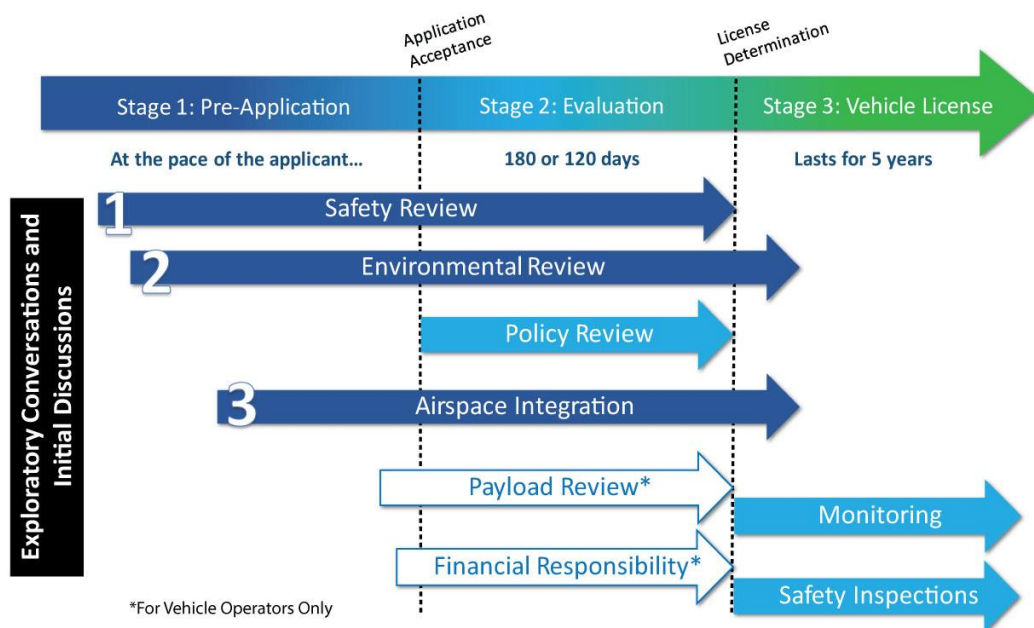 Application
Acceptance
License
Determination
Stage 1: Pre-Application
Stage 2: Evaluation
Stage 3: Vehicle License
At the pace of the applicant...
180 or 120 days
Lasts for 5 years
Exploratory Conversations and
Initial Discussions
1
Safety Review
2
Environmental Review
Policy Review
3
Airspace Integration
Payload Review*
Monitoring
Financial Responsibility*
Safety Inspections
*For Vehicle Operators Only